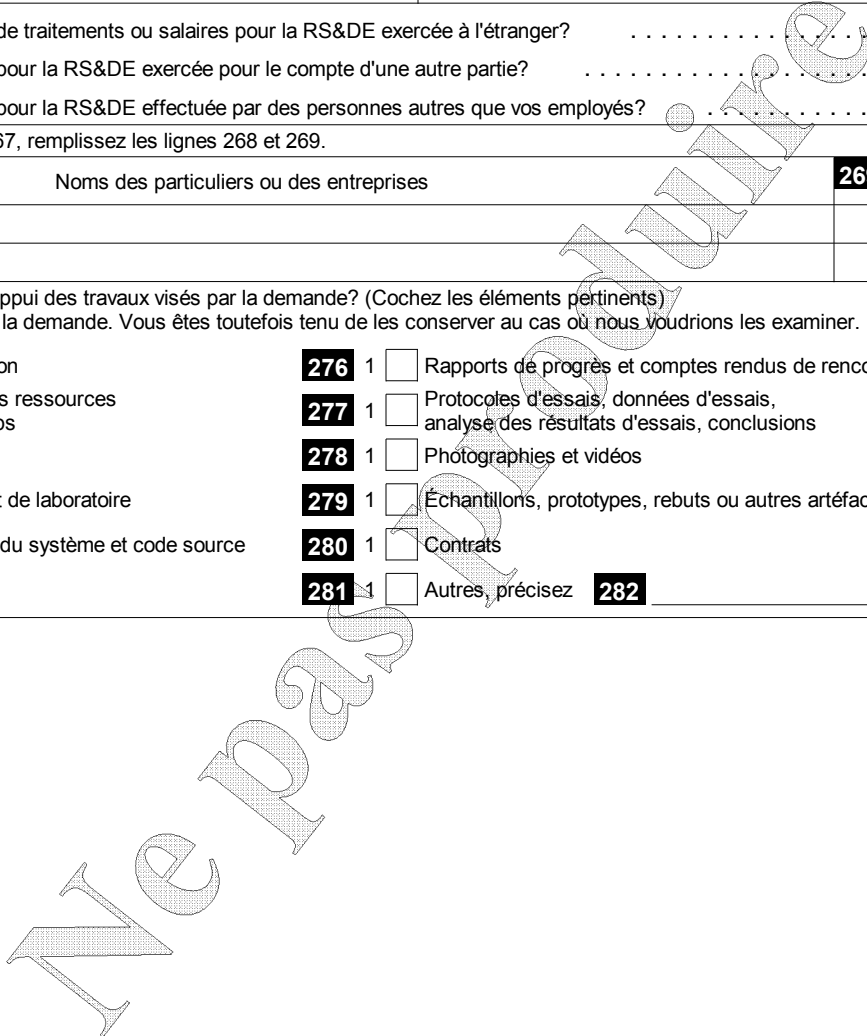 de traitements ou salaires pour la RS&DE exercée à l'étranger? . . . . . . . . . . . . . . . .
pour la RS&DE exercée pour le compte d'une autre partie? . . . . . . . . . . . . . . . . . . .
pour la RS&DE effectuée par des personnes autres que vos employés? . . . . . . . . . . . .
67, remplissez les lignes 268 et 269.
Noms des particuliers ou des entreprises 26
ppui des travaux visés par la demande? (Cochez les éléments pertinents)
la demande. Vous êtes toutefois tenu de les conserver au cas où nous voudrions les examiner.
on 276 1 Rapports de progrès et comptes rendus de renco
s ressources
ps
277 1 Protocoles d'essais, données d'essais,
analyse des résultats d'essais, conclusions
278 1 Photographies et vidéos
t de laboratoire 279 1 Échantillons, prototypes, rebuts ou autres artéfac
du système et code source 280 1 Contrats
281 1 Autres, précisez 282
Ne pas produire